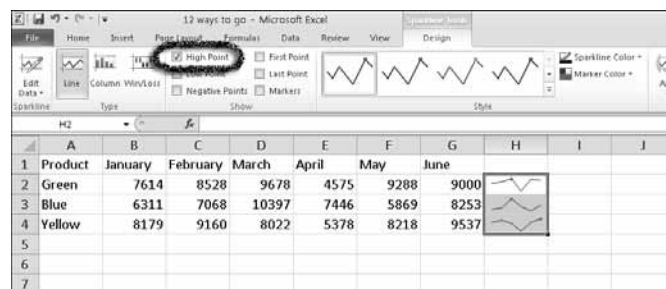 12 ways to go - Microsoft Excel
File Home Insert Page Layout Formulas Data Review View Design
High Point First Point Sparkline Color
Edit Data Line Column Win/Loss Last Point Marker Color
Negative Points Markers
Sparkline Type Show Style
H2 fx
A B C D E F G H I J
1 Product January February March April May June
2 Green 7614 8528 9678 4575 9288 9000
3 Blue 6311 7068 10397 7446 5869 8253
4 Yellow 8179 9160 8022 5378 8218 9537
5
6
7